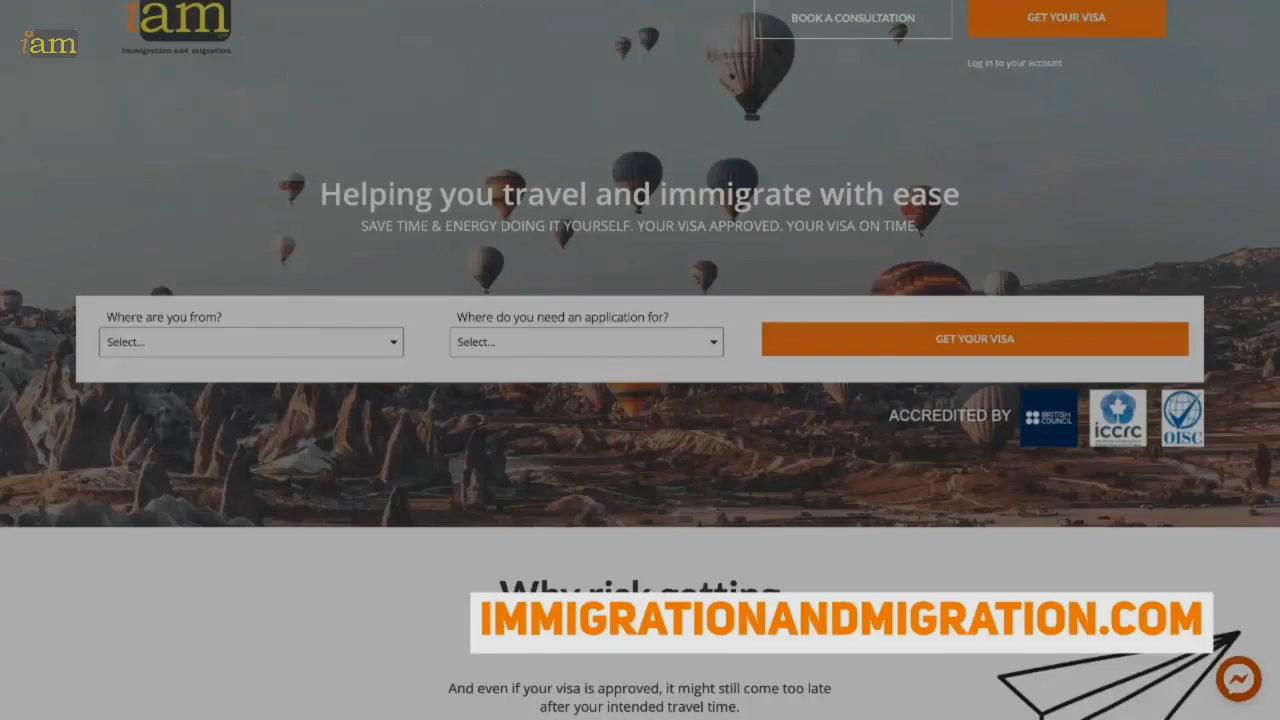 BOOK A CONSULTATION
GET YOUR VISA
iam
iam
immigration and migration
Log in to your account
Helping you travel and immigrate with ease
SAVE TIME & ENERGY DOING IT YOURSELF. YOUR VISA APPROVED. YOUR VISA ON TIME.
Where are you from?
Where do you need an application for?
Select...
Select...
GET YOUR VISA
ACCREDITED BY
BRITISH COUNCIL
iccrc
OISC
Why risk getting
IMMIGRATIONANDMIGRATION.COM
And even if your visa is approved, it might still come too late
after your intended travel time.